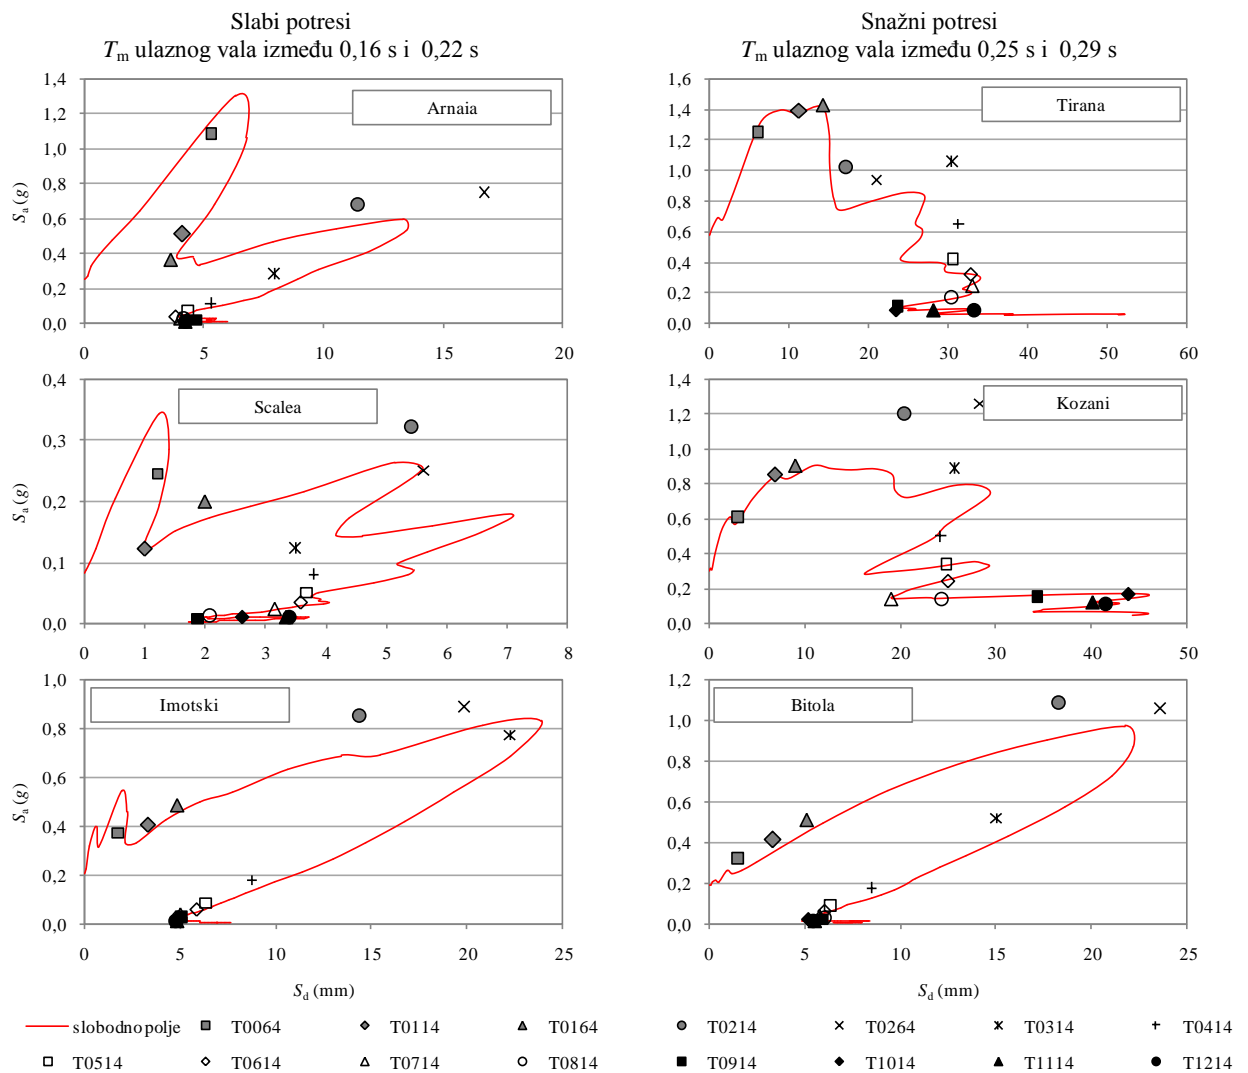 Slabi potresi
T_m ulaznog vala između 0,16 s i 0,22 s
Snažni potresi
T_m ulaznog vala između 0,25 s i 0,29 s
Arnaia
S_a (g)
1,4
1,2
1,0
0,8
0,6
0,4
0,2
0,0
0 5 10 15 20
Tirana
1,6
1,4
1,2
1,0
0,8
0,6
0,4
0,2
0,0
0 10 20 30 40 50 60
Scalea
S_a (g)
0,4
0,3
0,2
0,1
0,0
0 1 2 3 4 5 6 7 8
Kozani
1,4
1,2
1,0
0,8
0,6
0,4
0,2
0,0
0 10 20 30 40 50
Imotski
S_a (g)
1,0
0,8
0,6
0,4
0,2
0,0
0 5 10 15 20 25
S_d (mm)
Bitola
1,2
1,0
0,8
0,6
0,4
0,2
0,0
0 5 10 15 20 25
S_d (mm)
slobodno polje T0064 T0114 T0164 T0214 T0264 T0314 T0414
T0514 T0614 T0714 T0814 T0914 T1014 T1114 T1214